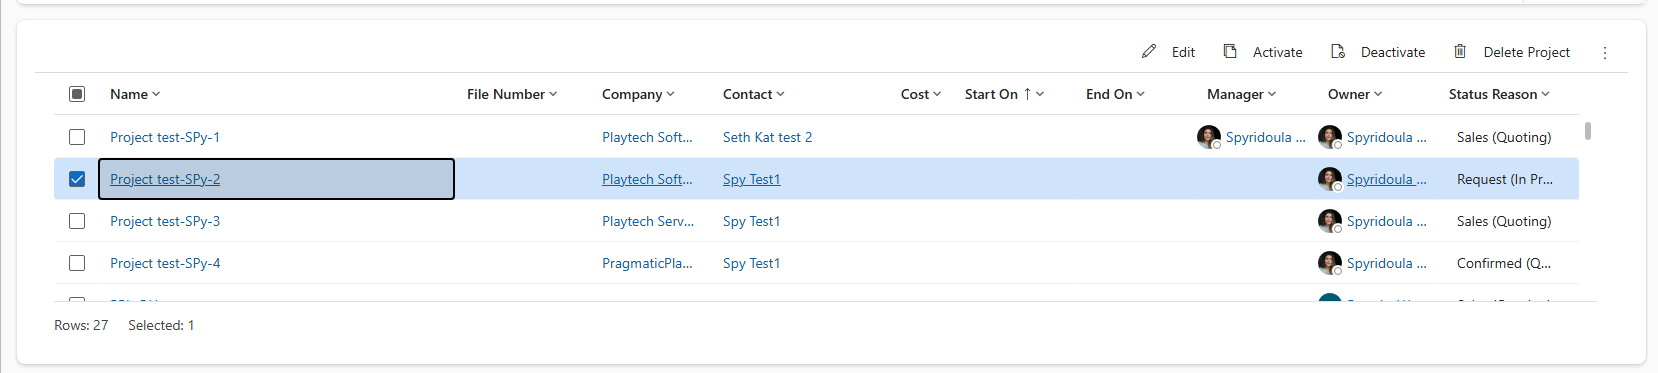 Edit Activate Deactivate Delete Project
Name File Number Company Contact Cost Start On ↑ End On Manager Owner Status Reason
Project test-SPy-1 Playtech Soft... Seth Kat test 2 Spyridoula ... Spyridoula ... Sales (Quoting)
Project test-SPy-2 Playtech Soft... Spy Test1 Spyridoula ... Request (In Pr...
Project test-SPy-3 Playtech Serv... Spy Test1 Spyridoula ... Sales (Quoting)
Project test-SPy-4 PragmaticPla... Spy Test1 Spyridoula ... Confirmed (Q...
Rows: 27 Selected: 1